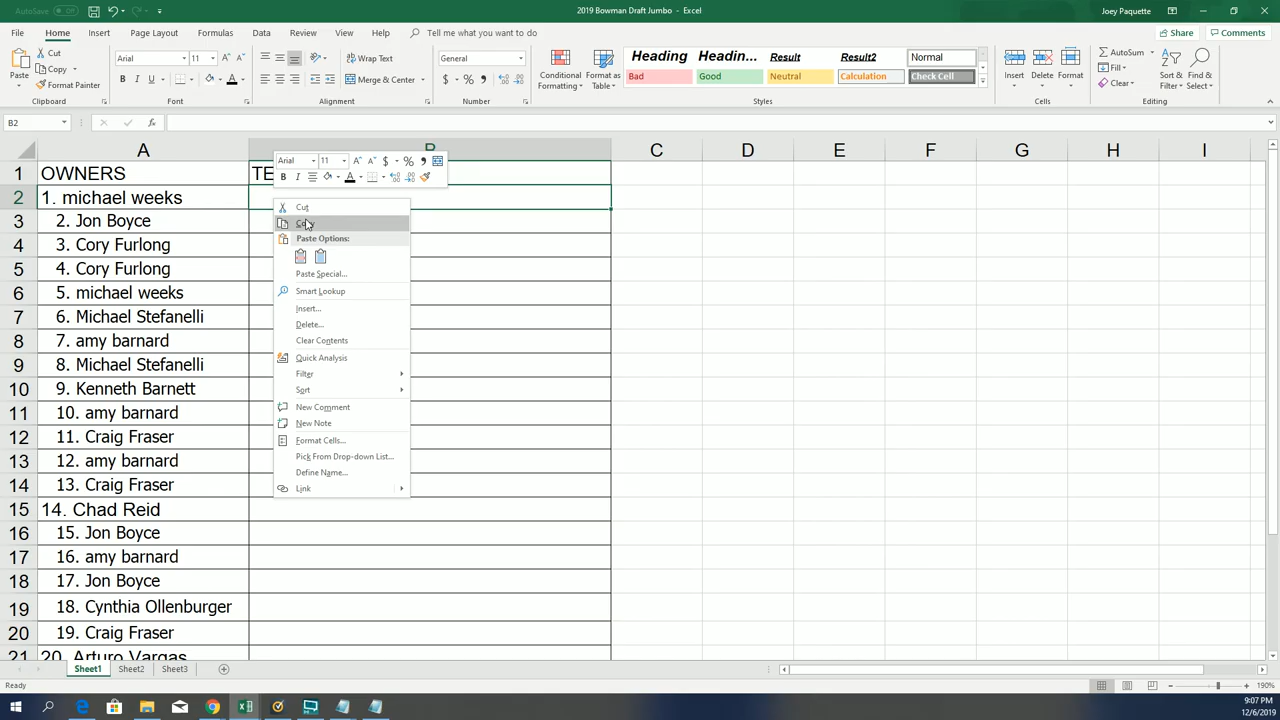 AutoSave Off
2019 Bowman Draft Jumbo - Excel
Joey Paquette
File Home Insert Page Layout Formulas Data Review View Help Tell me what you want to do
Share Comments
Paste
Cut
Copy
Format Painter
Clipboard
Arial 11
B I U
Font
Wrap Text
Merge & Center
Alignment
General
$ % ,
Number
Conditional Formatting
Format as Table
Heading Headin... Result Result2 Normal
Bad Good Neutral Calculation Check Cell
Styles
Insert Delete Format
Cells
AutoSum
Fill
Clear
Sort & Filter
Find & Select
Editing
B2
fx
A B C D E F G H I
1 OWNERS TE
2 1. michael weeks
3 2. Jon Boyce
4 3. Cory Furlong
5 4. Cory Furlong
6 5. michael weeks
7 6. Michael Stefanelli
8 7. amy barnard
9 8. Michael Stefanelli
10 9. Kenneth Barnett
11 10. amy barnard
12 11. Craig Fraser
13 12. amy barnard
14 13. Craig Fraser
15 14. Chad Reid
16 15. Jon Boyce
17 16. amy barnard
18 17. Jon Boyce
19 18. Cynthia Ollenburger
20 19. Craig Fraser
21 20. Arturo Vargas
Arial 11 $ % ,
B I A
Cut
Copy
Paste Options:
Paste Special...
Smart Lookup
Insert...
Delete...
Clear Contents
Quick Analysis
Filter
Sort
New Comment
New Note
Format Cells...
Pick From Drop-down List...
Define Name...
Link
Sheet1 Sheet2 Sheet3
Ready
190%
9:07 PM
12/6/2019